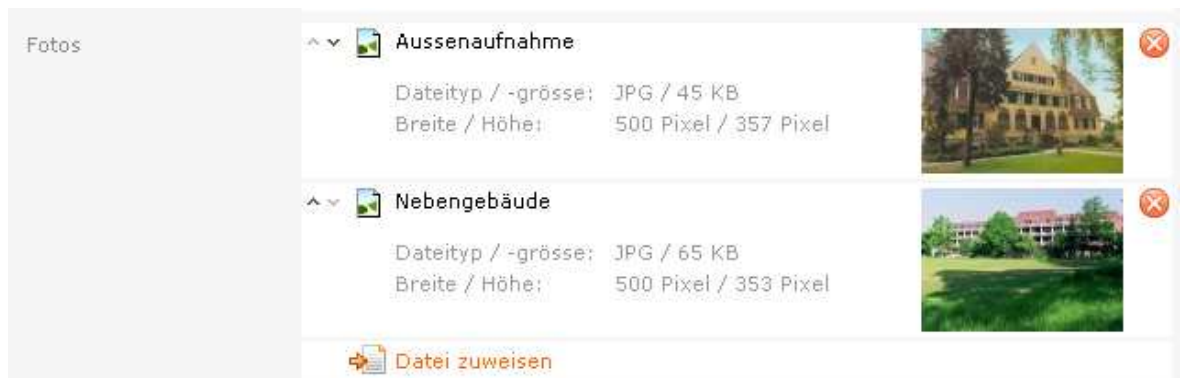 Fotos
Aussenaufnahme
Dateityp / -grösse: JPG / 45 KB
Breite / Höhe: 500 Pixel / 357 Pixel
Nebengebäude
Dateityp / -grösse: JPG / 65 KB
Breite / Höhe: 500 Pixel / 353 Pixel
Datei zuweisen